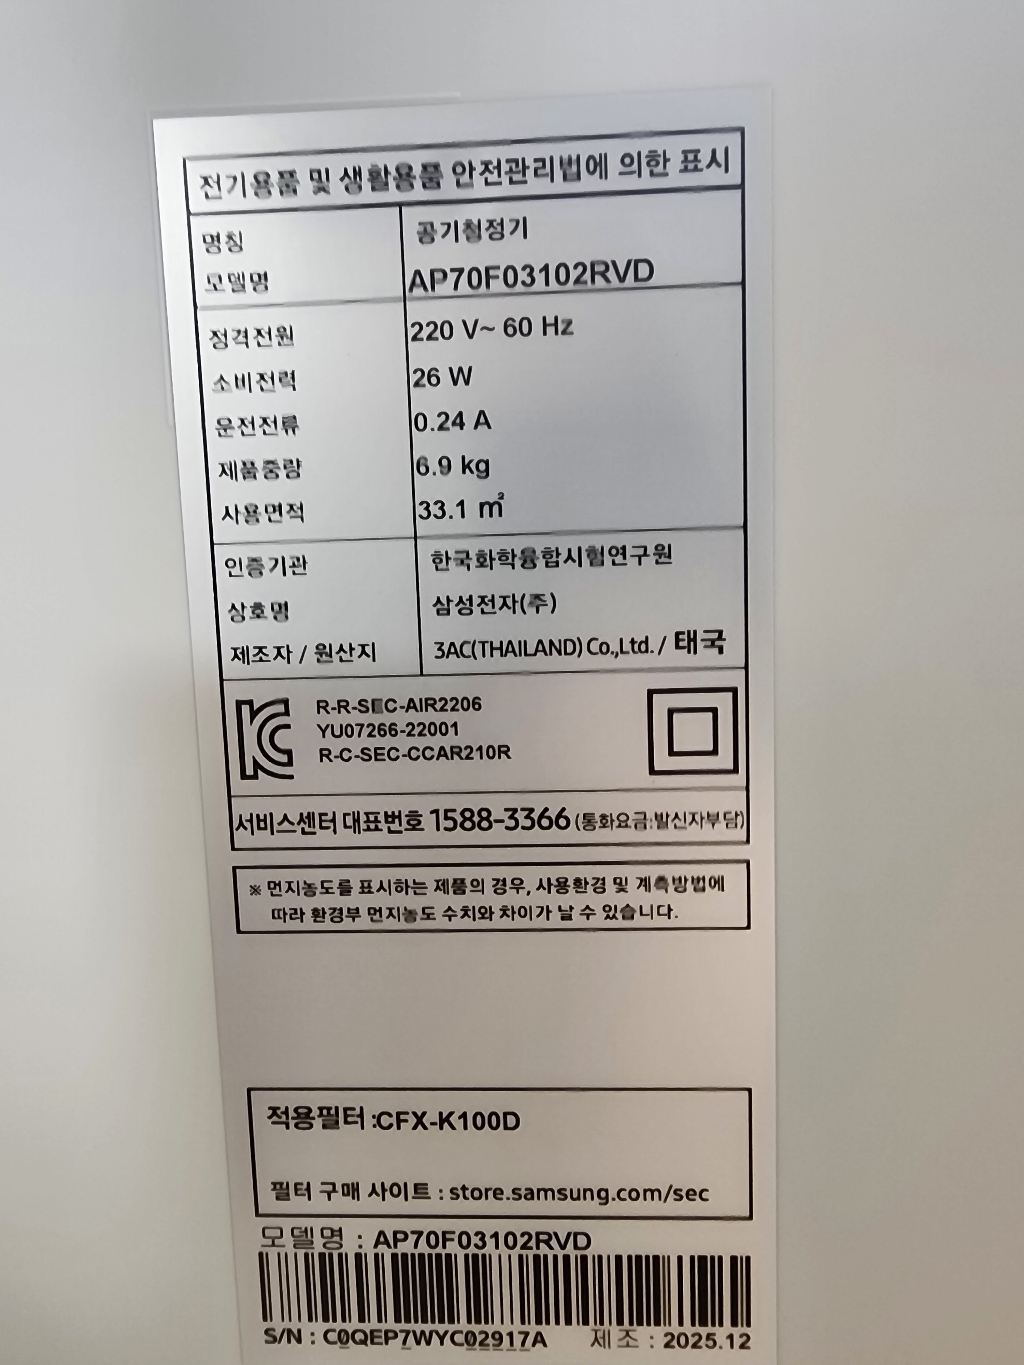 전기용품 및 생활용품 안전관리법에 의한 표시
명칭 공기청정기
모델명 AP70F03102RVD
정격전원 220 V~ 60 Hz
소비전력 26 W
운전전류 0.24 A
제품중량 6.9 kg
사용면적 33.1 ㎡
인증기관 한국화학융합시험연구원
상호명 삼성전자(주)
제조자 / 원산지 3AC(THAILAND) Co.,Ltd. / 태국
R-R-SEC-AIR2206
YU07266-22001
R-C-SEC-CCAR210R
서비스센터 대표번호 1588-3366 (통화요금:발신자부담)
※ 먼지농도를 표시하는 제품의 경우, 사용환경 및 계측방법에
따라 환경부 먼지농도 수치와 차이가 날 수 있습니다.
적용필터 :CFX-K100D
필터 구매 사이트 : store.samsung.com/sec
모델명 : AP70F03102RVD
S/N : C0QEP7WYC02917A 제조 : 2025.12